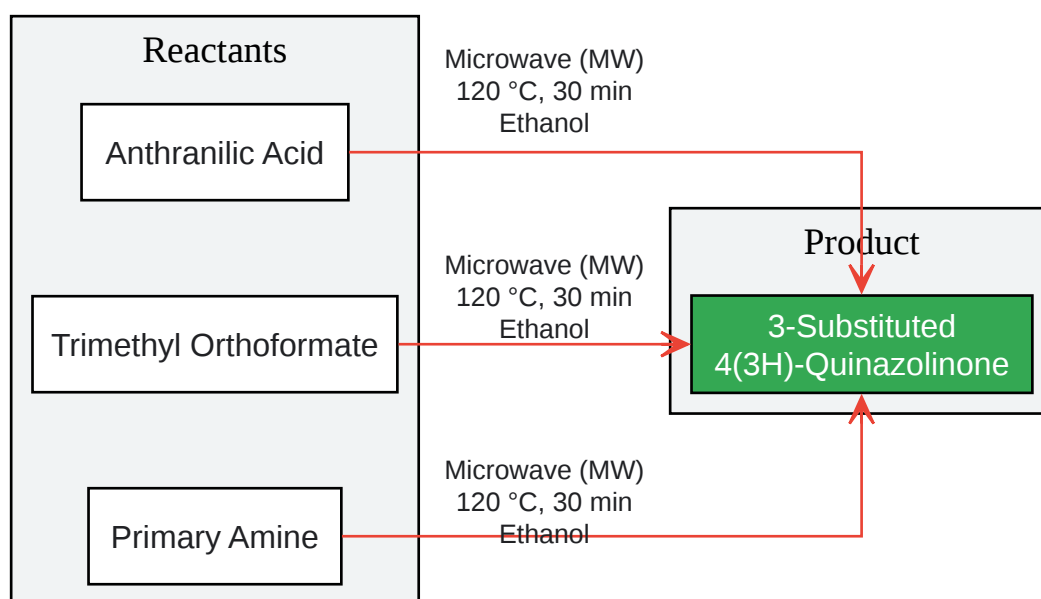 Reactants
Anthranilic Acid
Trimethyl Orthoformate
Primary Amine
Microwave (MW)
120 °C, 30 min
Ethanol
Microwave (MW)
120 °C, 30 min
Ethanol
Microwave (MW)
120 °C, 30 min
Ethanol
Product
3-Substituted
4(3H)-Quinazolinone